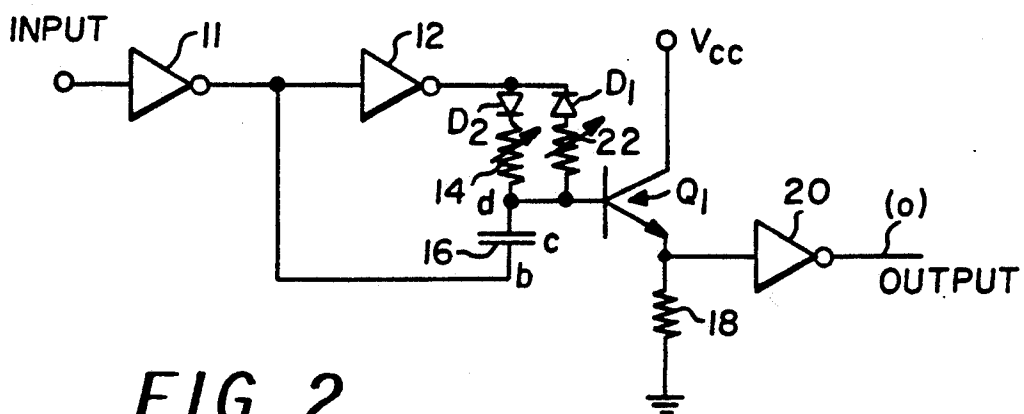 INPUT
11
12
Vcc
D2
D1
14
22
d
Q1
20
(o)
16
c
b
OUTPUT
18
FIG 2